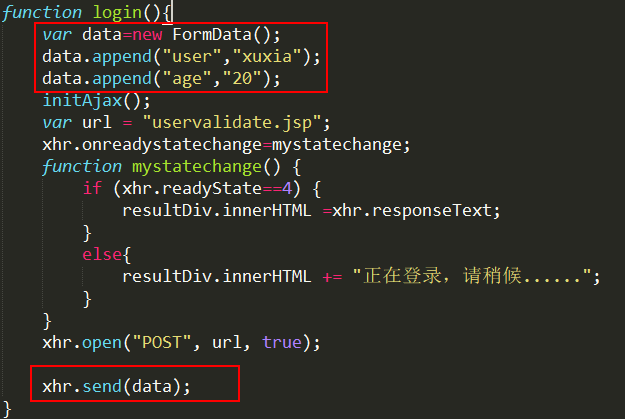 function login(){
var data=new FormData();
data.append("user","xuxia");
data.append("age","20");
initAjax();
var url = "uservalidate.jsp";
xhr.onreadystatechange=mystatechange;
function mystatechange() {
if (xhr.readyState==4) {
resultDiv.innerHTML =xhr.responseText;
}
else{
resultDiv.innerHTML += "正在登录，请稍候......";
}
}
xhr.open("POST", url, true);
xhr.send(data);
}